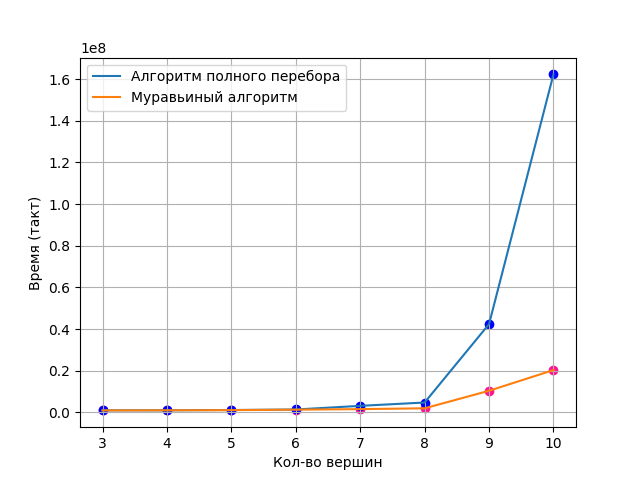 1e8
Алгоритм полного перебора
Муравьиный алгоритм
1.6
1.4
1.2
1.0
0.8
0.6
0.4
0.2
0.0
Время (такт)
3 4 5 6 7 8 9 10
Кол-во вершин